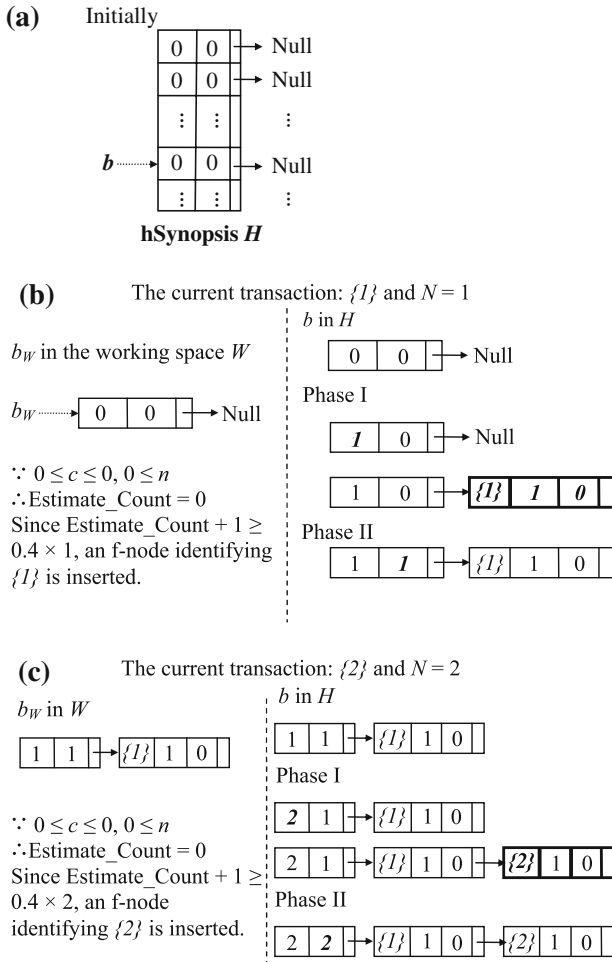 (a)
Initially
0 0 Null
0 0 Null
⋮ ⋮ ⋮
b 0 0 Null
⋮ ⋮ ⋮
hSynopsis H
(b)
The current transaction: {1} and N = 1
b_W in the working space W
b_W 0 0 Null
∵ 0 ≤ c ≤ 0, 0 ≤ n
∴Estimate_Count = 0
Since Estimate_Count + 1 ≥
0.4 × 1, an f-node identifying
{1} is inserted.
b in H
0 0 Null
Phase I
1 0 Null
1 0 {1} 1 0
Phase II
1 1 {1} 1 0
(c)
The current transaction: {2} and N = 2
b_W in W
1 1 {1} 1 0
∵ 0 ≤ c ≤ 0, 0 ≤ n
∴Estimate_Count = 0
Since Estimate_Count + 1 ≥
0.4 × 2, an f-node
identifying {2} is inserted.
b in H
1 1 {1} 1 0
Phase I
2 1 {1} 1 0
2 1 {1} 1 0 {2} 1 0
Phase II
2 2 {1} 1 0 {2} 1 0